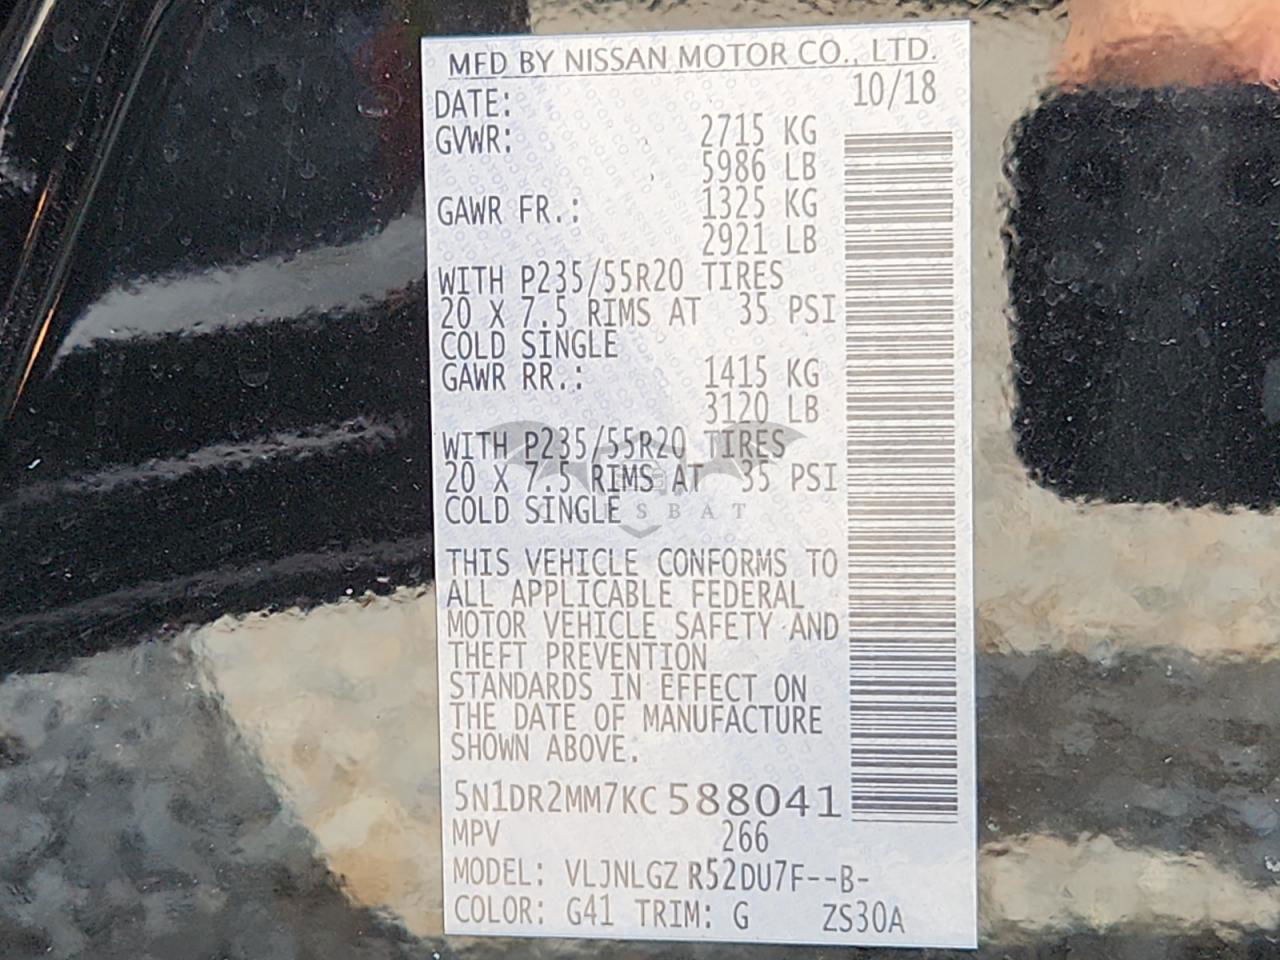 MFD BY NISSAN MOTOR CO., LTD.
DATE: 10/18
GVWR: 2715 KG
5986 LB
GAWR FR.: 1325 KG
2921 LB
WITH P235/55R20 TIRES
20 X 7.5 RIMS AT 35 PSI
COLD SINGLE
GAWR RR.: 1415 KG
3120 LB
WITH P235/55R20 TIRES
20 X 7.5 RIMS AT 35 PSI
COLD SINGLE
ESBAT
THIS VEHICLE CONFORMS TO
ALL APPLICABLE FEDERAL
MOTOR VEHICLE SAFETY AND
THEFT PREVENTION
STANDARDS IN EFFECT ON
THE DATE OF MANUFACTURE
SHOWN ABOVE.
5N1DR2MM7KC588041
MPV 266
MODEL: VLJNLGZ R52DU7F--B-
COLOR: G41 TRIM: G ZS30A